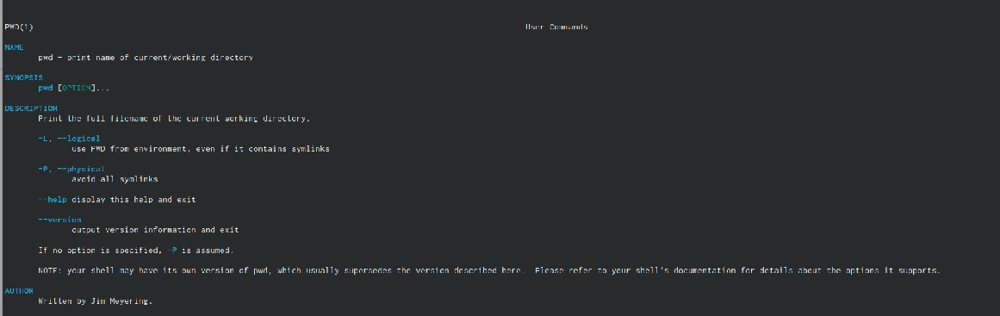 PWD(1) User Commands
NAME
pwd - print name of current/working directory
SYNOPSIS
pwd [OPTION]...
DESCRIPTION
Print the full filename of the current working directory.
-L, --logical
use PWD from environment, even if it contains symlinks
-P, --physical
avoid all symlinks
--help display this help and exit
--version
output version information and exit
If no option is specified, -P is assumed.
NOTE: your shell may have its own version of pwd, which usually supersedes the version described here. Please refer to your shell's documentation for details about the options it supports.
AUTHOR
Written by Jim Meyering.